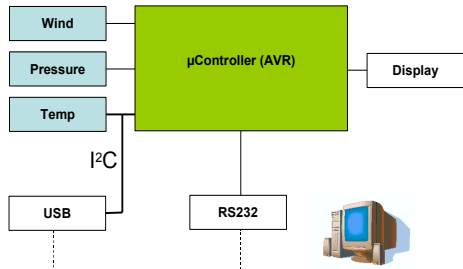 Wind
µController (AVR)
Pressure
Display
Temp
I²C
USB
RS232